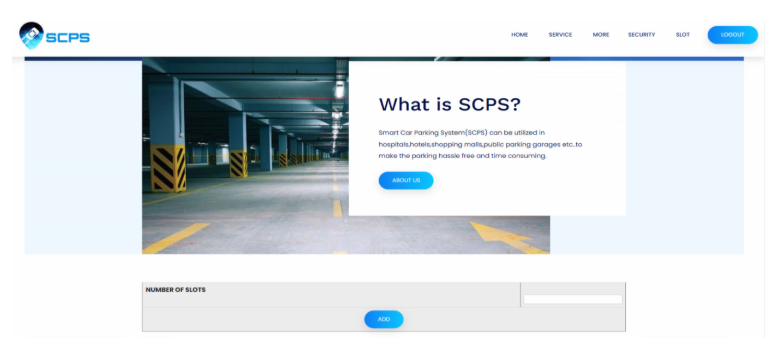 SCPS
HOME SERVICE MORE SECURITY SLOT LOGOUT
What is SCPS?
Smart Car Parking System(SCPS) can be utilized in
hospitals,hotels,shopping malls,public parking garages etc..to
make the parking hassle free and time consuming.
ABOUT US
NUMBER OF SLOTS
ADD